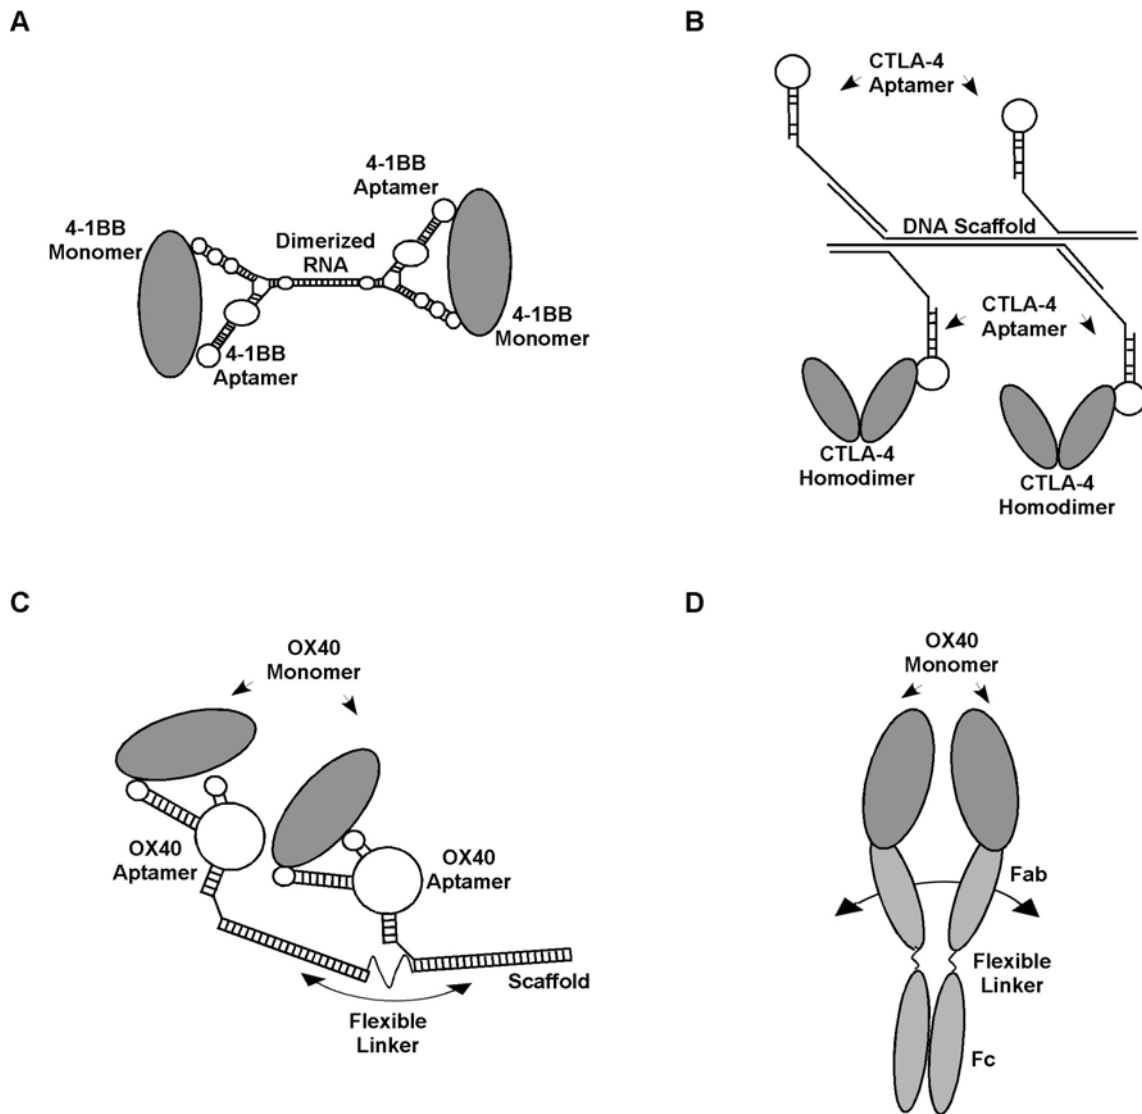 A
4-1BB
Aptamer
4-1BB
Monomer
Dimerized
RNA
4-1BB
Monomer
4-1BB
Aptamer
B
CTLA-4
Aptamer
DNA Scaffold
CTLA-4
Aptamer
CTLA-4
Homodimer
CTLA-4
Homodimer
C
OX40
Monomer
OX40
Aptamer
OX40
Aptamer
Scaffold
Flexible
Linker
D
OX40
Monomer
Fab
Flexible
Linker
Fc